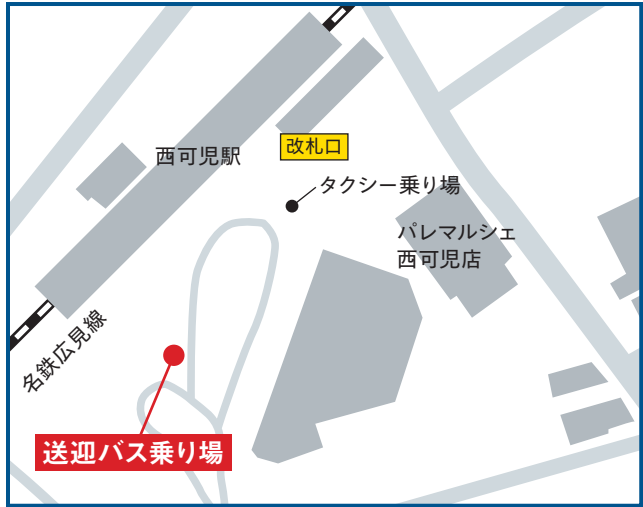 改札口
西可児駅
タクシー乗り場
パレマルシェ
西可児店
名鉄広見線
送迎バス乗り場